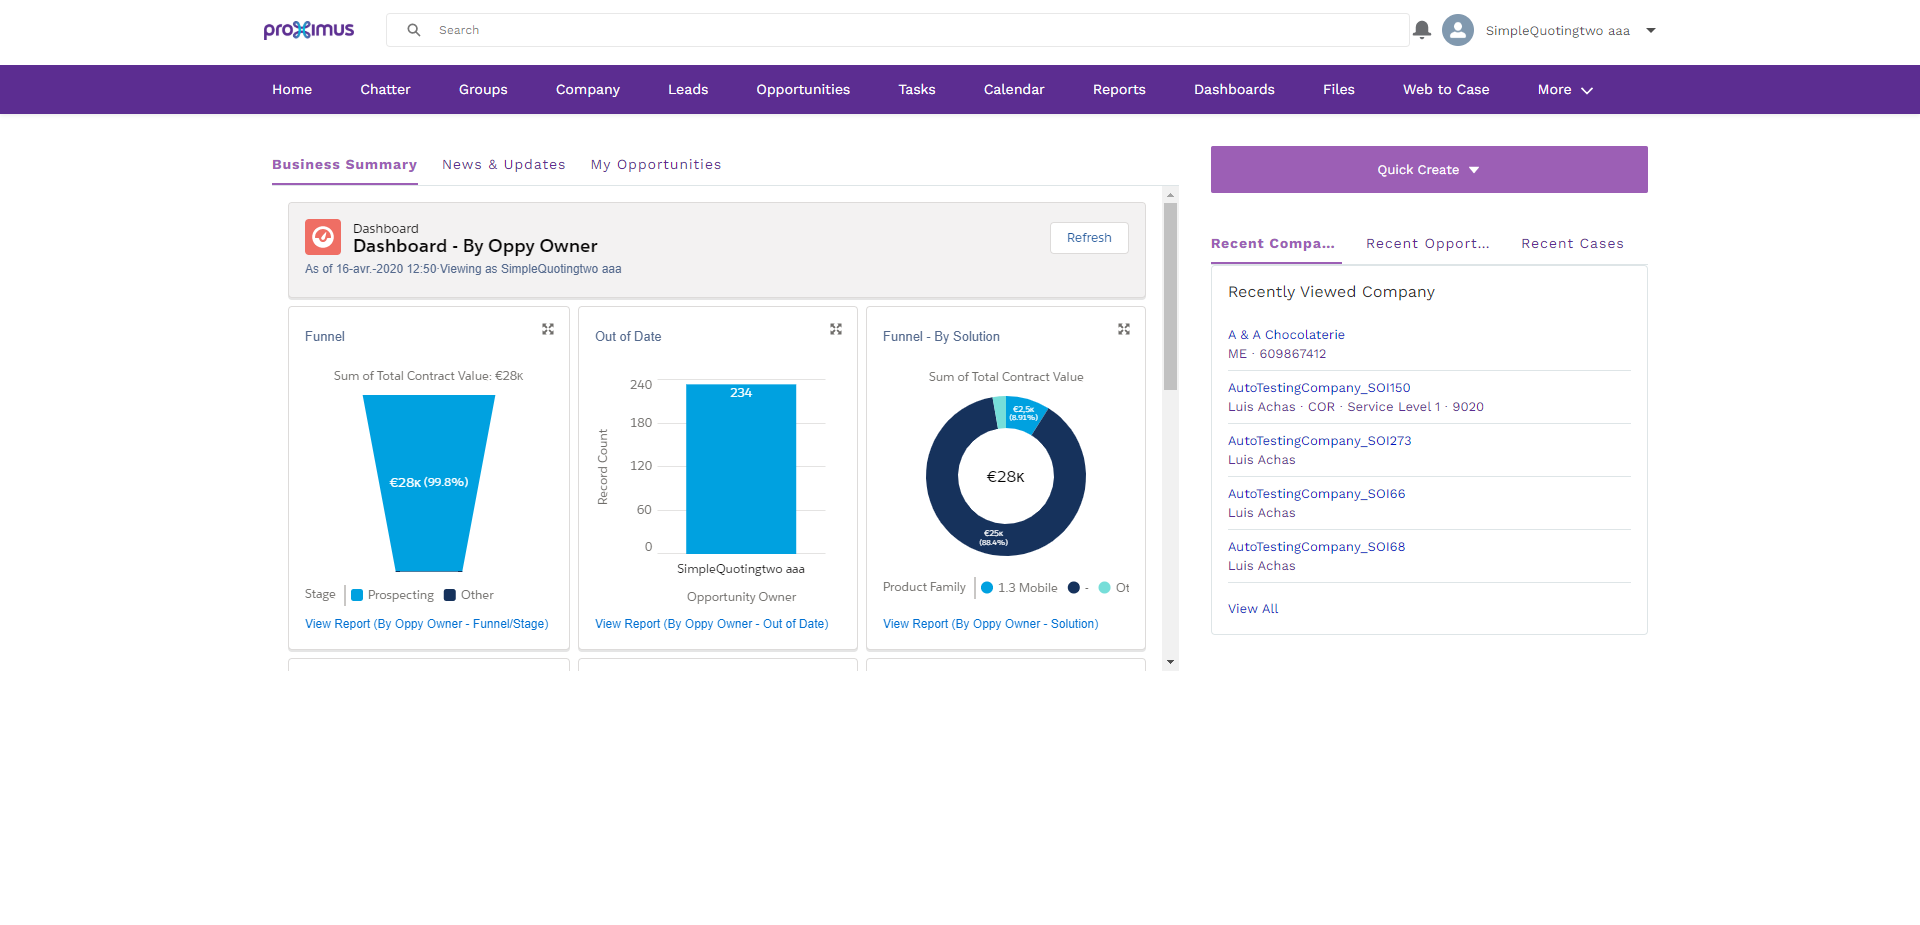 proximus
Search
SimpleQuotingtwo aaa
Home Chatter Groups Company Leads Opportunities Tasks Calendar Reports Dashboards Files Web to Case More
Business Summary News & Updates My Opportunities
Dashboard
Dashboard - By Oppy Owner
As of 16-avr.-2020 12:50·Viewing as SimpleQuotingtwo aaa
Refresh
Funnel
Sum of Total Contract Value: €28K
€28K (99.8%)
Stage Prospecting Other
View Report (By Oppy Owner - Funnel/Stage)
Out of Date
240
180
120
60
0
Record Count
234
SimpleQuotingtwo aaa
Opportunity Owner
View Report (By Oppy Owner - Out of Date)
Funnel - By Solution
Sum of Total Contract Value
€2,5K
(8.91%)
€28K
€25K
(88.4%)
Product Family 1.3 Mobile - Ot
View Report (By Oppy Owner - Solution)
Quick Create
Recent Compa... Recent Opport... Recent Cases
Recently Viewed Company
A & A Chocolaterie
ME · 609867412
AutoTestingCompany_SOI150
Luis Achas · COR · Service Level 1 · 9020
AutoTestingCompany_SOI273
Luis Achas
AutoTestingCompany_SOI66
Luis Achas
AutoTestingCompany_SOI68
Luis Achas
View All